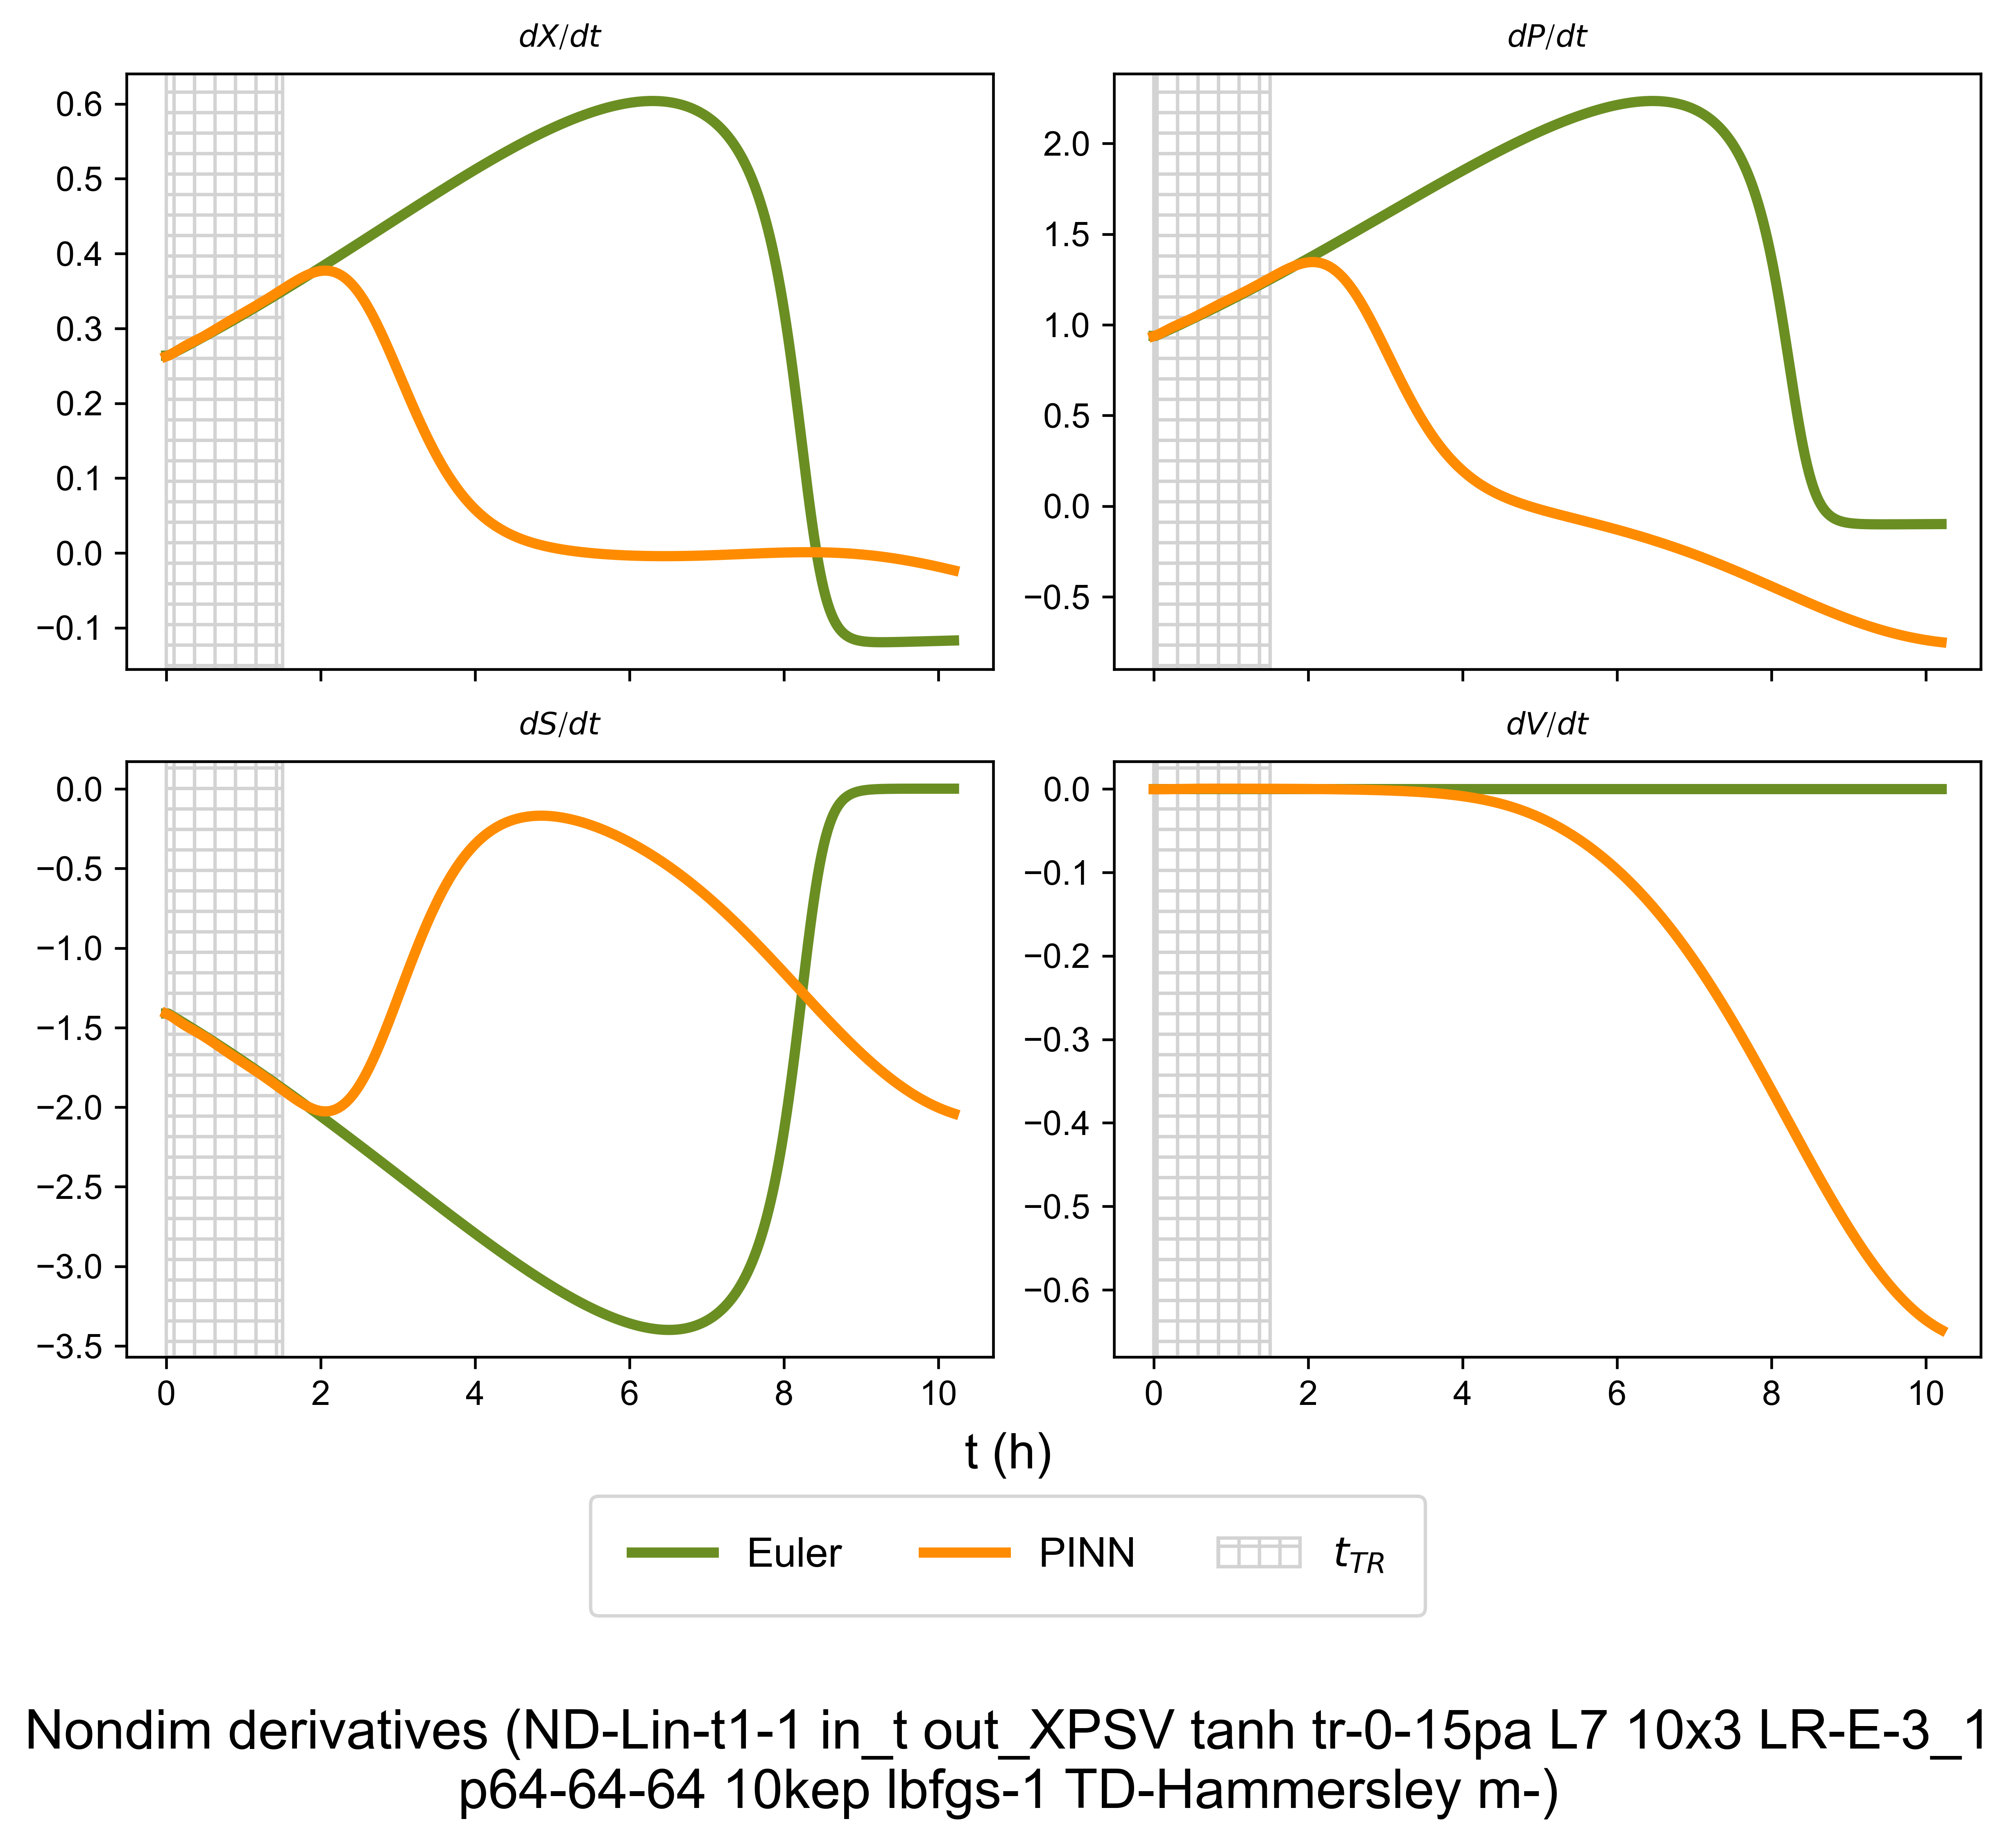 dX/dt
dP/dt
0.6
0.5
0.4
0.3
0.2
0.1
0.0
−0.1
2.0
1.5
1.0
0.5
0.0
−0.5
dS/dt
dV/dt
0.0
−0.5
−1.0
−1.5
−2.0
−2.5
−3.0
−3.5
0 2 4 6 8 10
0.0
−0.1
−0.2
−0.3
−0.4
−0.5
−0.6
0 2 4 6 8 10
t (h)
Euler PINN t_TR
Nondim derivatives (ND-Lin-t1-1 in_t out_XPSV tanh tr-0-15pa L7 10x3 LR-E-3_1
p64-64-64 10kep lbfgs-1 TD-Hammersley m-)